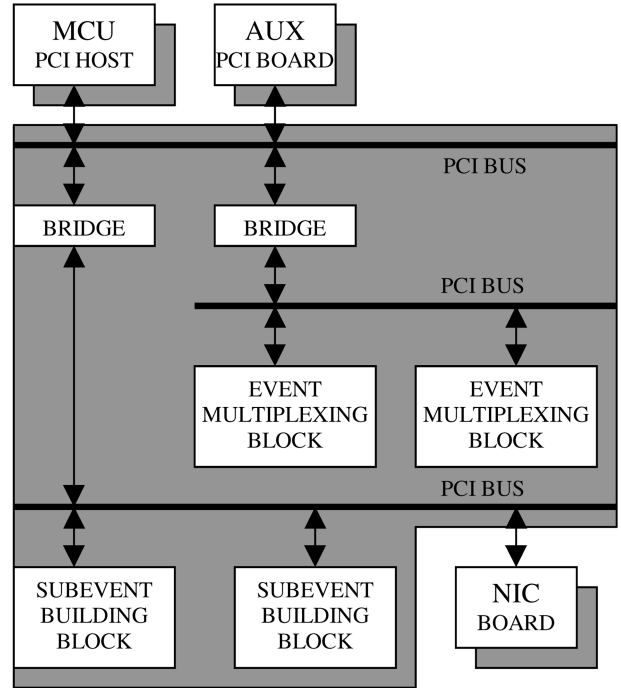 MCU
PCI HOST
AUX
PCI BOARD
PCI BUS
BRIDGE
BRIDGE
PCI BUS
EVENT
MULTIPLEXING
BLOCK
EVENT
MULTIPLEXING
BLOCK
PCI BUS
SUBEVENT
BUILDING
BLOCK
SUBEVENT
BUILDING
BLOCK
NIC
BOARD